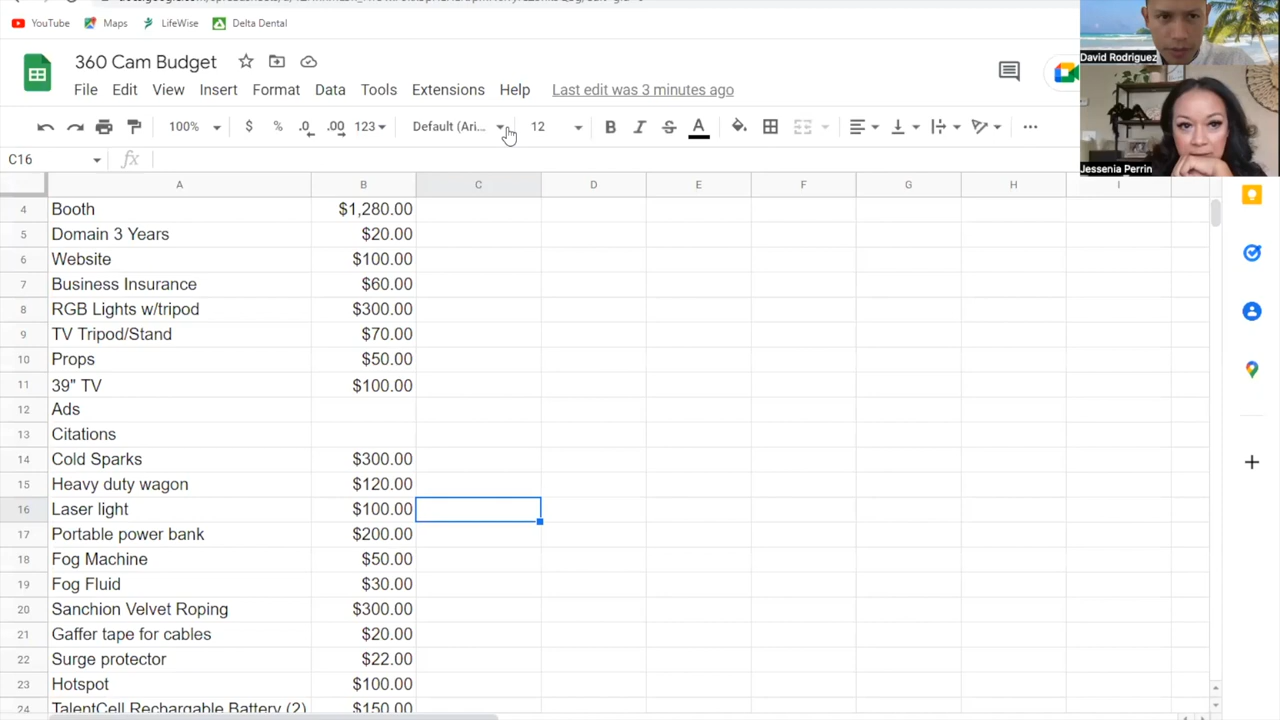 YouTube Maps LifeWise Delta Dental
360 Cam Budget
File Edit View Insert Format Data Tools Extensions Help Last edit was 3 minutes ago
100% $ % .0 .00 123 Default (Ari... 12 B I S A
C16 fx
A B C D E F G H I
4 Booth $1,280.00
5 Domain 3 Years $20.00
6 Website $100.00
7 Business Insurance $60.00
8 RGB Lights w/tripod $300.00
9 TV Tripod/Stand $70.00
10 Props $50.00
11 39" TV $100.00
12 Ads
13 Citations
14 Cold Sparks $300.00
15 Heavy duty wagon $120.00
16 Laser light $100.00
17 Portable power bank $200.00
18 Fog Machine $50.00
19 Fog Fluid $30.00
20 Sanchion Velvet Roping $300.00
21 Gaffer tape for cables $20.00
22 Surge protector $22.00
23 Hotspot $100.00
24 TalentCell Rechargable Battery (2) $150.00
David Rodriguez
Jessenia Perrin